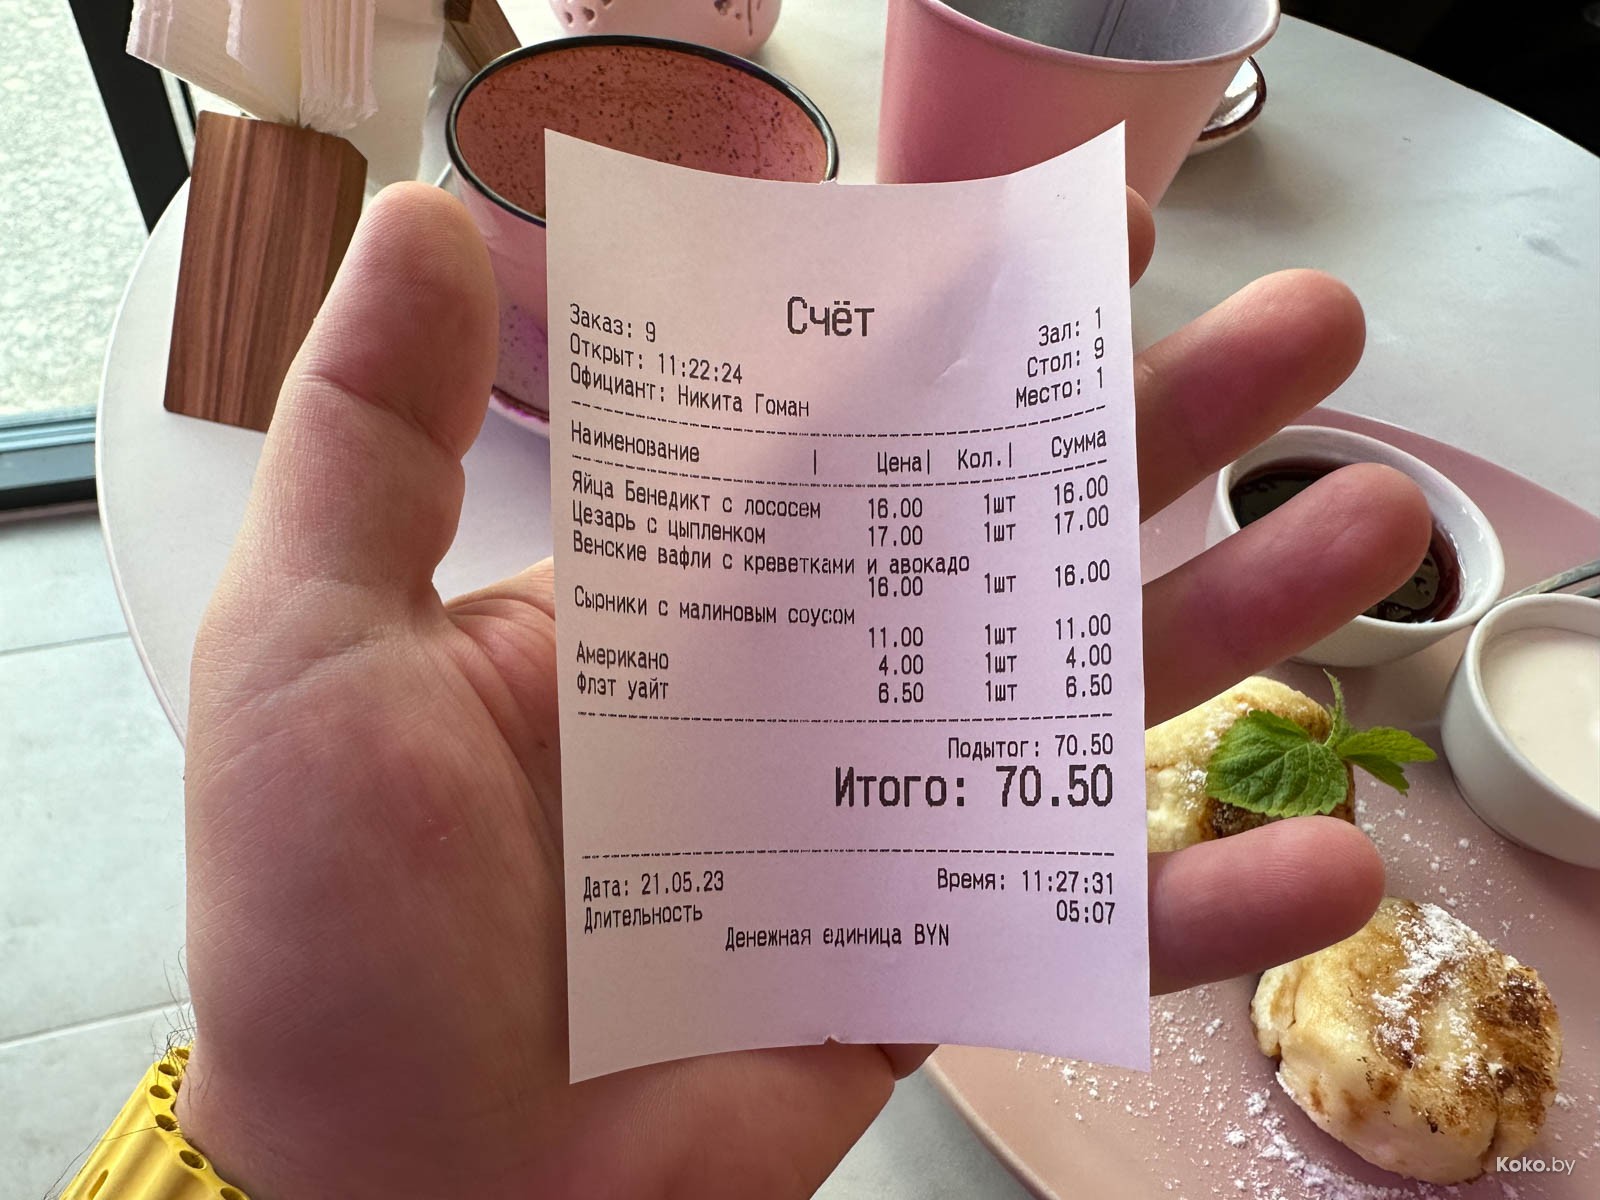 Счёт
Заказ: 9 Зал: 1
Открыт: 11:22:24 Стол: 9
Официант: Никита Гоман Место: 1
Наименование | Цена| Кол.| Сумма
Яйца Бенедикт с лососем 16.00 1шт 16.00
Цезарь с цыпленком 17.00 1шт 17.00
Венские вафли с креветками и авокадо
16.00 1шт 16.00
Сырники с малиновым соусом
11.00 1шт 11.00
Американо 4.00 1шт 4.00
Флэт уайт 6.50 1шт 6.50
Подытог: 70.50
Итого: 70.50
Дата: 21.05.23 Время: 11:27:31
Длительность 05:07
Денежная единица BYN
Koko.by